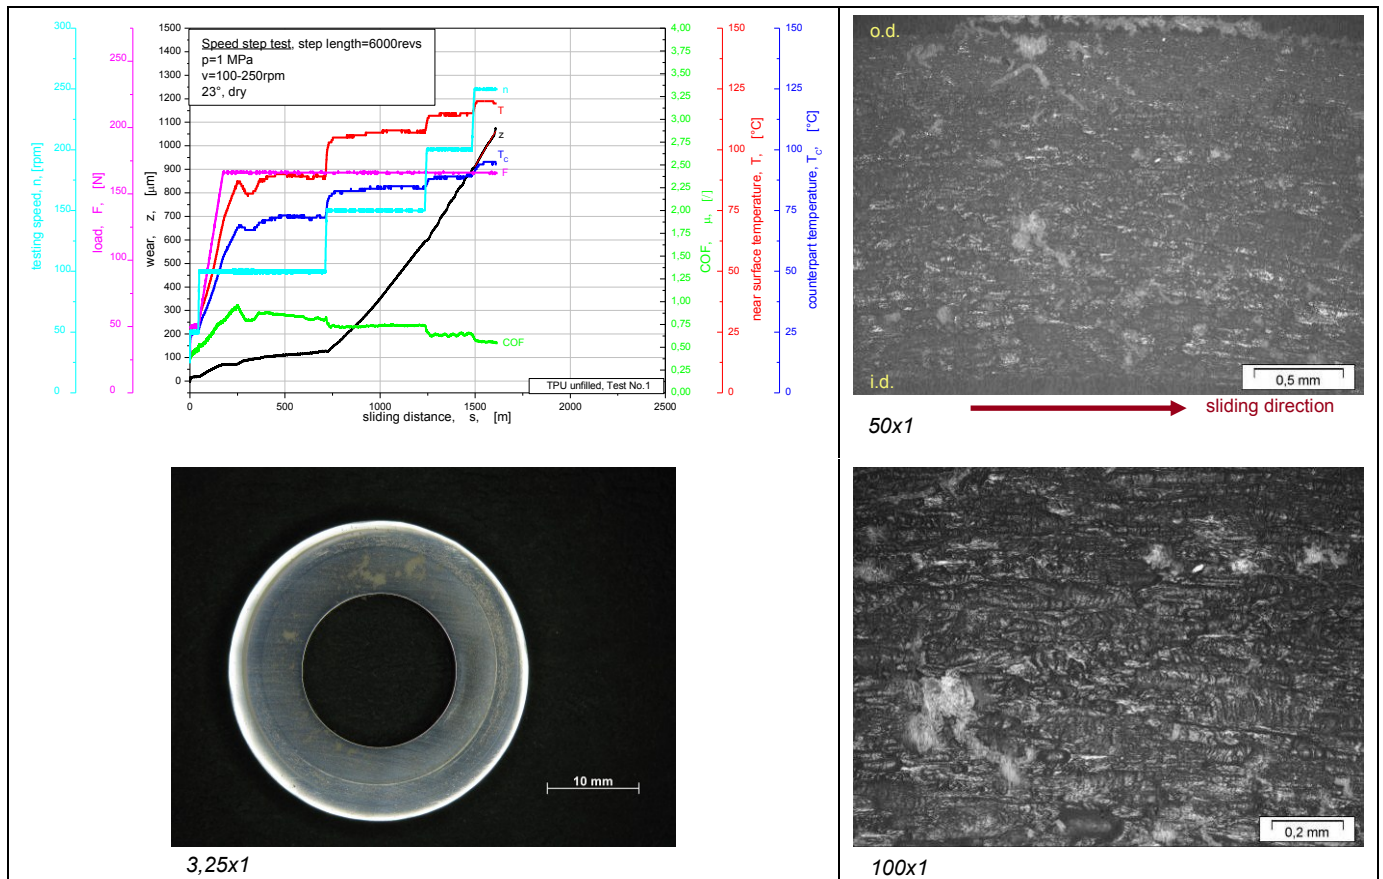 Speed step test, step length=6000revs
p=1 MPa
v=100-250rpm
23°, dry
testing speed, n, [rpm]
300
250
200
150
100
50
0
load, F, [N]
250
200
150
100
50
0
wear, z, [µm]
1500
1400
1300
1200
1100
1000
900
800
700
600
500
400
300
200
100
0
n
T
z
Tc
F
COF
TPU unfilled, Test No.1
0 500 1000 1500 2000 2500
sliding distance, s, [m]
4,00
3,75
3,50
3,25
3,00
2,75
2,50
2,25
2,00
1,75
1,50
1,25
1,00
0,75
0,50
0,25
0,00
COF, µ, [/]
150
125
100
75
50
25
0
near surface temperature, T, [°C]
150
125
100
75
50
25
0
counterpart temperature, Tc, [°C]
o.d.
i.d.
0,5 mm
sliding direction
50x1
10 mm
3,25x1
0,2 mm
100x1